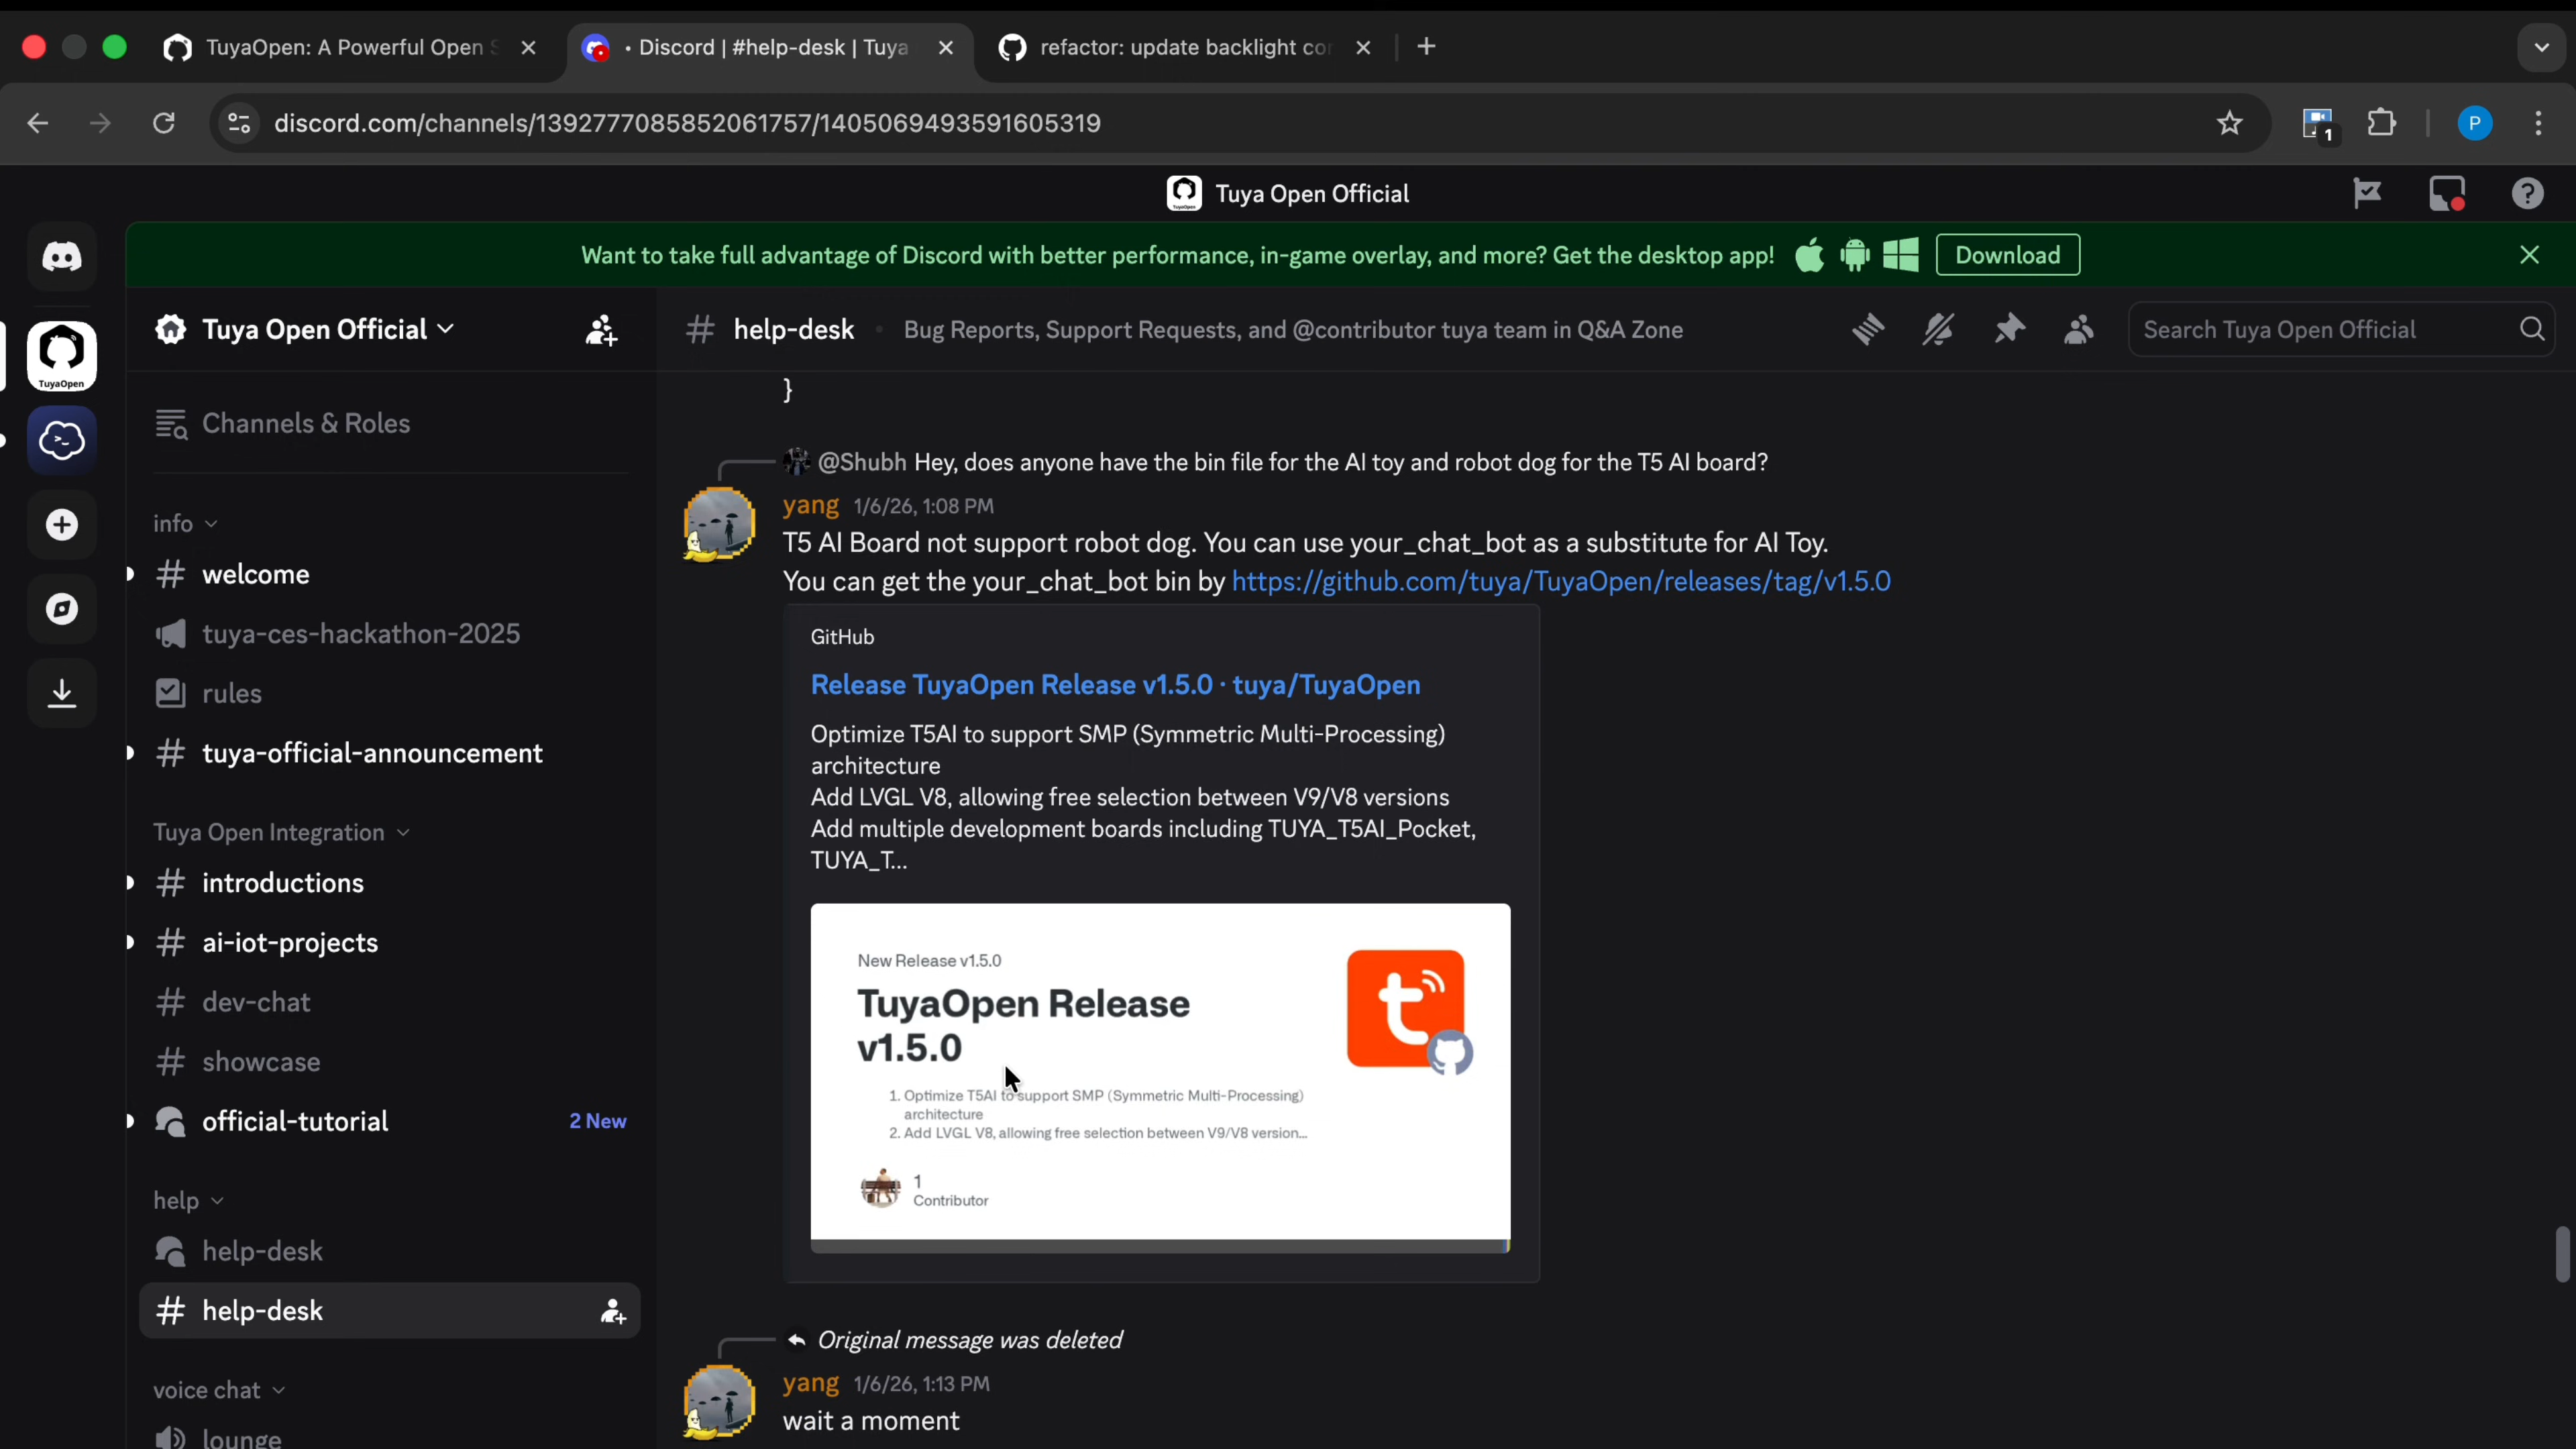 TuyaOpen: A Powerful Open S
• Discord | #help-desk | Tuya
refactor: update backlight cor
discord.com/channels/1392777085852061757/1405069493591605319
1
P
Tuya Open Official
Want to take full advantage of Discord with better performance, in-game overlay, and more? Get the desktop app!
Download
Tuya Open Official
# help-desk • Bug Reports, Support Requests, and @contributor tuya team in Q&A Zone
Search Tuya Open Official
TuyaOpen
Channels & Roles
info
# welcome
tuya-ces-hackathon-2025
rules
# tuya-official-announcement
Tuya Open Integration
# introductions
# ai-iot-projects
# dev-chat
# showcase
official-tutorial 2 New
help
help-desk
# help-desk
voice chat
lounge
}
@Shubh Hey, does anyone have the bin file for the AI toy and robot dog for the T5 AI board?
yang 1/6/26, 1:08 PM
T5 AI Board not support robot dog. You can use your_chat_bot as a substitute for AI Toy.
You can get the your_chat_bot bin by https://github.com/tuya/TuyaOpen/releases/tag/v1.5.0
GitHub
Release TuyaOpen Release v1.5.0 · tuya/TuyaOpen
Optimize T5AI to support SMP (Symmetric Multi-Processing)
architecture
Add LVGL V8, allowing free selection between V9/V8 versions
Add multiple development boards including TUYA_T5AI_Pocket,
TUYA_T...
New Release v1.5.0
TuyaOpen Release
v1.5.0
1. Optimize T5AI to support SMP (Symmetric Multi-Processing)
architecture
2. Add LVGL V8, allowing free selection between V9/V8 version...
1
Contributor
Original message was deleted
yang 1/6/26, 1:13 PM
wait a moment